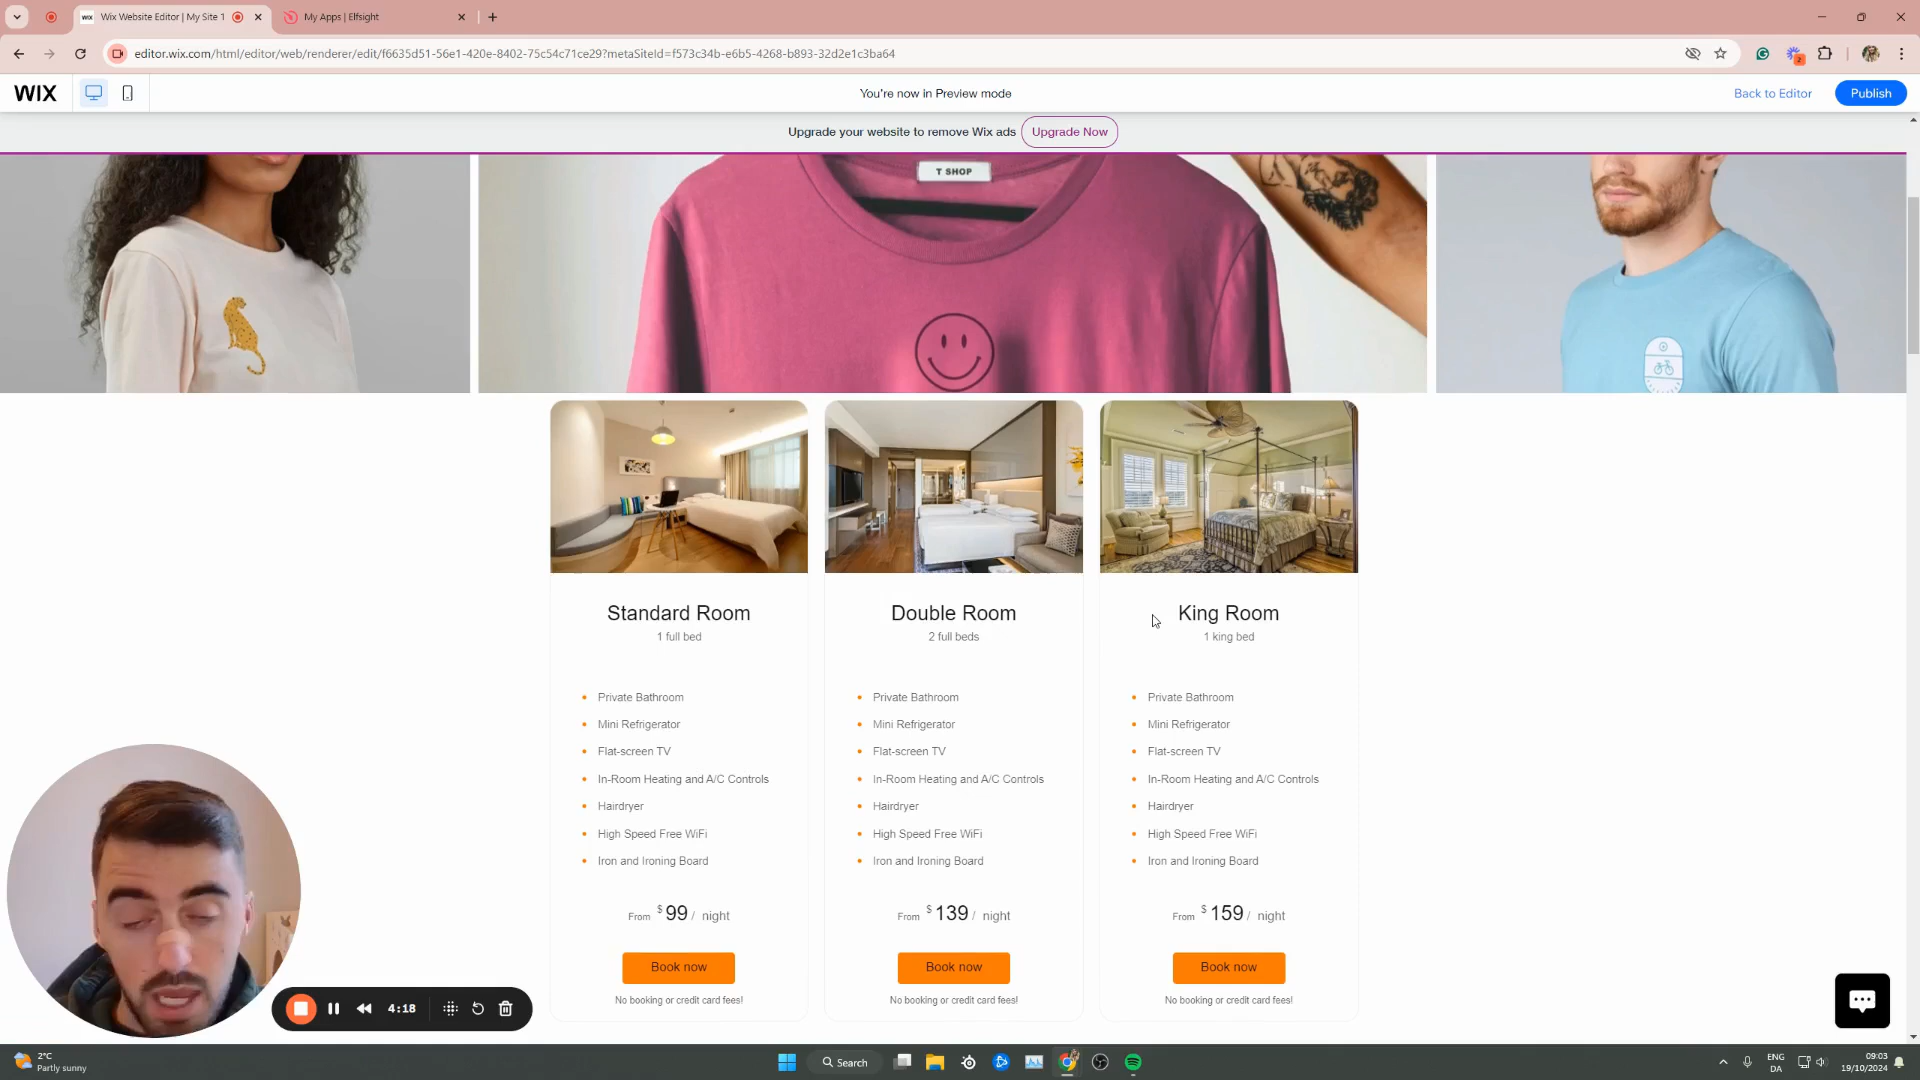 Wix Website Editor | My Site 1
My Apps | Elfsight
editor.wix.com/html/editor/web/renderer/edit/f6635d51-56e1-420e-8402-75c54c71ce29?metaSiteId=f573c34b-e6b5-4268-b893-32d2e1c3ba64
WIX
You're now in Preview mode
Back to Editor
Publish
Upgrade your website to remove Wix ads
Upgrade Now
T SHOP
Standard Room
1 full bed
Private Bathroom
Mini Refrigerator
Flat-screen TV
In-Room Heating and A/C Controls
Hairdryer
High Speed Free WiFi
Iron and Ironing Board
From $ 99 / night
Book now
No booking or credit card fees!
Double Room
2 full beds
Private Bathroom
Mini Refrigerator
Flat-screen TV
In-Room Heating and A/C Controls
Hairdryer
High Speed Free WiFi
Iron and Ironing Board
From $ 139 / night
Book now
No booking or credit card fees!
King Room
1 king bed
Private Bathroom
Mini Refrigerator
Flat-screen TV
In-Room Heating and A/C Controls
Hairdryer
High Speed Free WiFi
Iron and Ironing Board
From $ 159 / night
Book now
No booking or credit card fees!
4:18
2°C
Partly sunny
Search
ENG
DA
09:03
19/10/2024